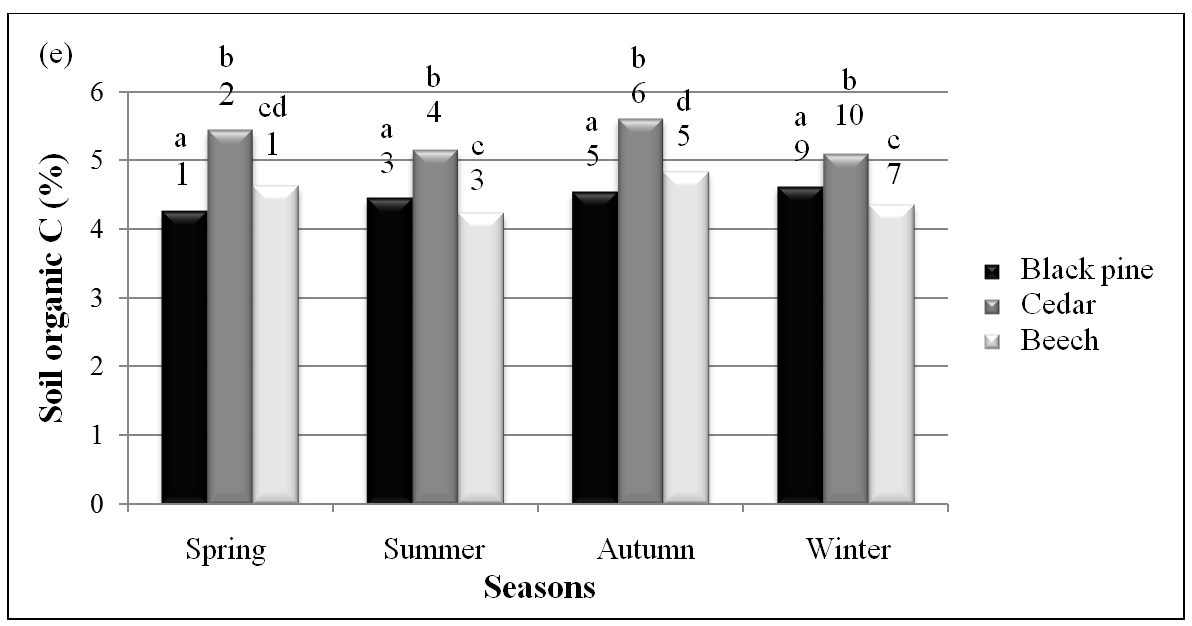 (e)
Soil organic C (%)
6
5
4
3
2
1
0
a
1
b
2
cd
1
a
3
b
4
c
3
a
5
b
6
d
5
a
9
b
10
c
7
Spring
Summer
Autumn
Winter
Seasons
Black pine
Cedar
Beech